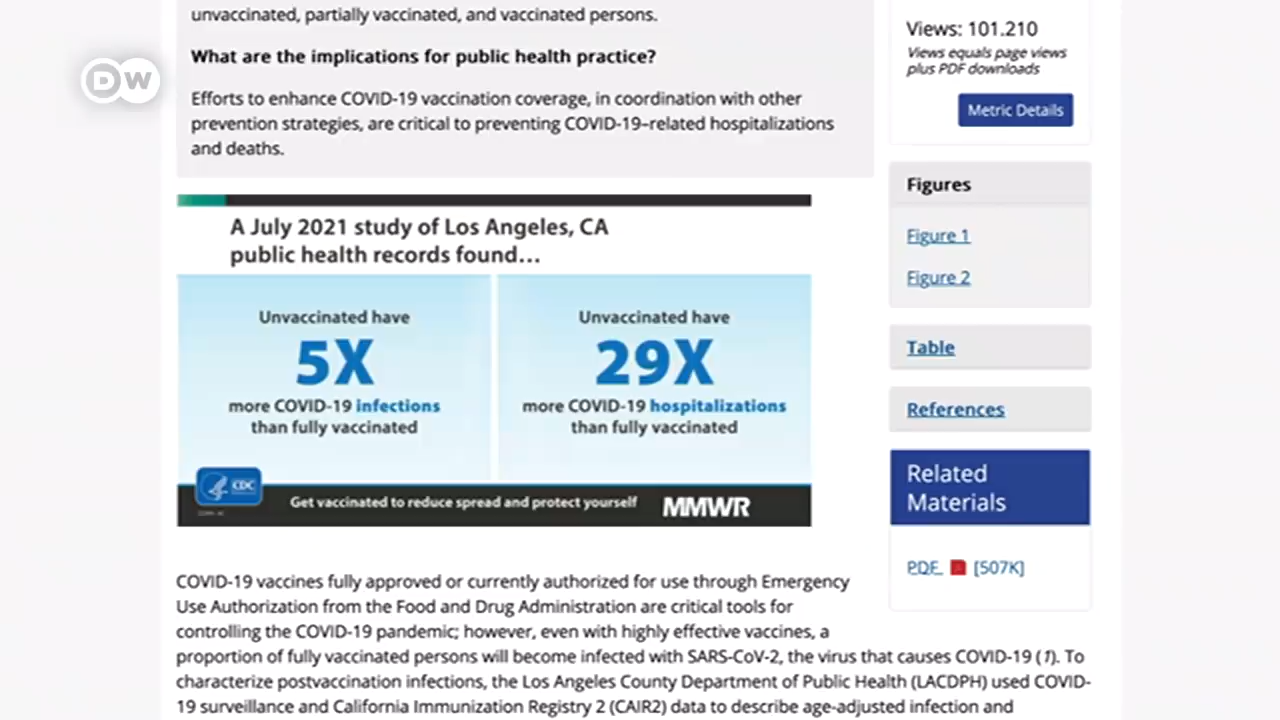 unvaccinated, partially vaccinated, and vaccinated persons.
What are the implications for public health practice?
Efforts to enhance COVID-19 vaccination coverage, in coordination with other
prevention strategies, are critical to preventing COVID-19–related hospitalizations
and deaths.
DW
A July 2021 study of Los Angeles, CA
public health records found...
Unvaccinated have
5X
more COVID-19 infections
than fully vaccinated
Unvaccinated have
29X
more COVID-19 hospitalizations
than fully vaccinated
CDC
Get vaccinated to reduce spread and protect yourself
MMWR
COVID-19 vaccines fully approved or currently authorized for use through Emergency
Use Authorization from the Food and Drug Administration are critical tools for
controlling the COVID-19 pandemic; however, even with highly effective vaccines, a
proportion of fully vaccinated persons will become infected with SARS-CoV-2, the virus that causes COVID-19 (1). To
characterize postvaccination infections, the Los Angeles County Department of Public Health (LACDPH) used COVID-
19 surveillance and California Immunization Registry 2 (CAIR2) data to describe age-adjusted infection and
Views: 101.210
Views equals page views
plus PDF downloads
Metric Details
Figures
Figure 1
Figure 2
Table
References
Related
Materials
PDF [507K]